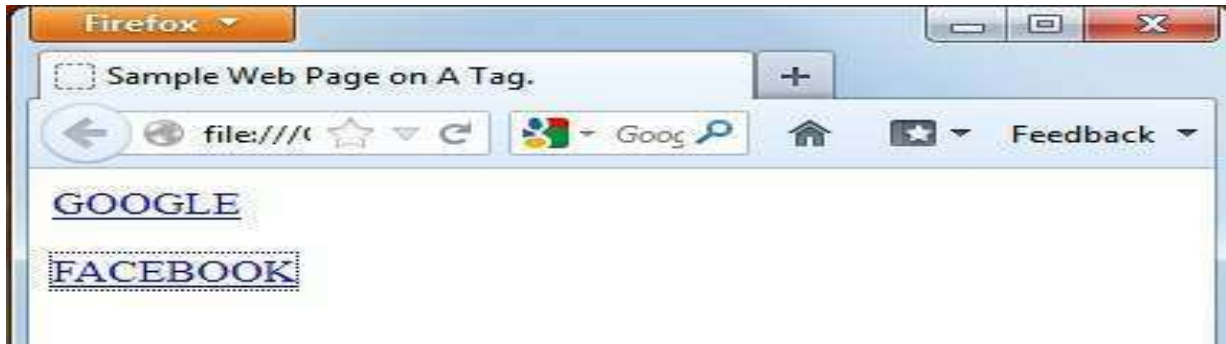 Firefox
Sample Web Page on A Tag.
file:/// Goog Feedback
GOOGLE
FACEBOOK